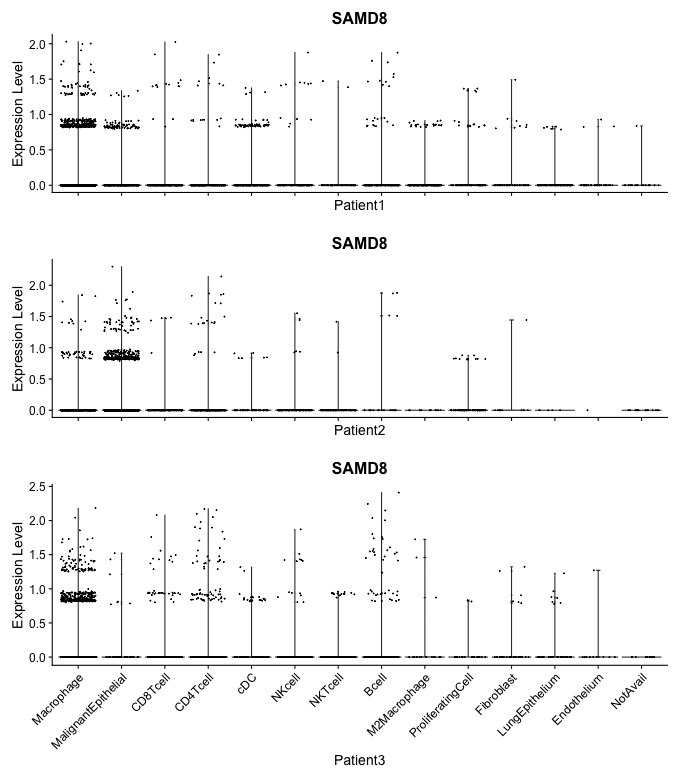 SAMD8
Expression Level
2.0
1.5
1.0
0.5
0.0
Patient1
SAMD8
Expression Level
2.0
1.5
1.0
0.5
0.0
Patient2
SAMD8
Expression Level
2.5
2.0
1.5
1.0
0.5
0.0
Macrophage
MalignantEpithelial
CD8Tcell
CD4Tcell
cDC
NKcell
NKTcell
Bcell
M2Macrophage
ProliferatingCell
Fibroblast
LungEpithelium
Endothelium
NotAvail
Patient3